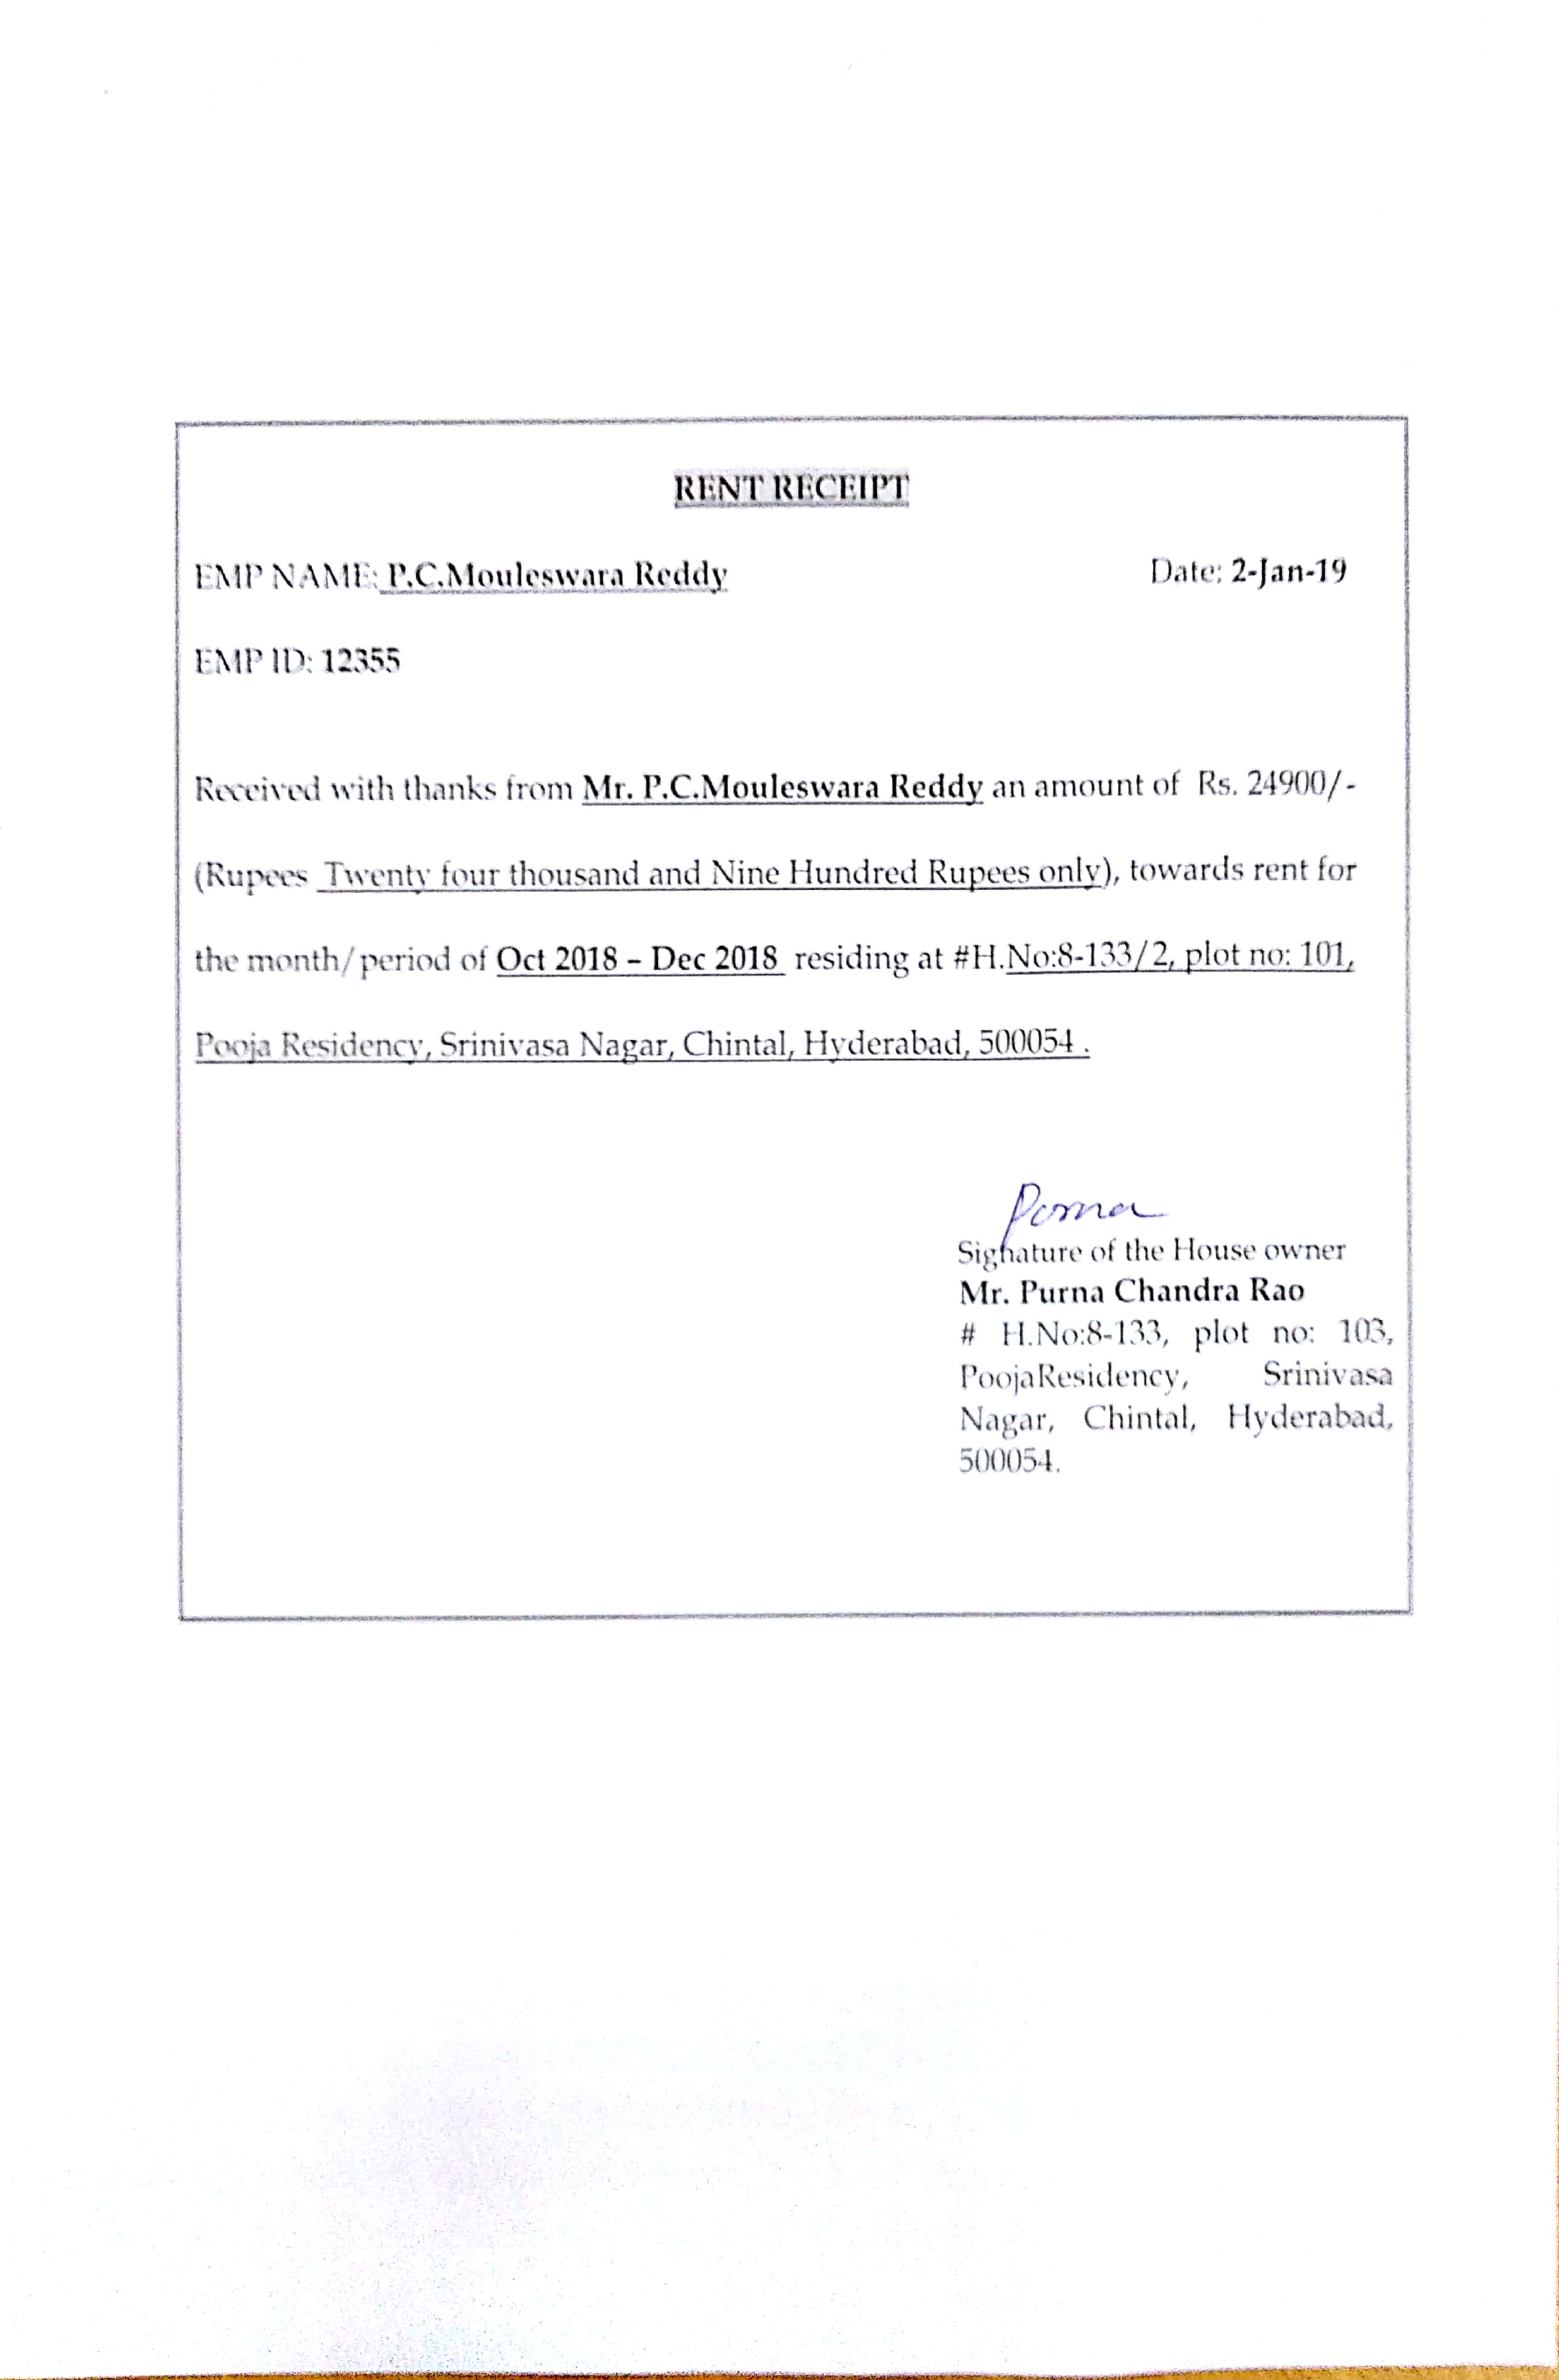 RENT RECEIPT
EMP NAME: P.C.Mouleswara Reddy Date: 2-Jan-19
EMP ID: 12355
Received with thanks from Mr. P.C.Mouleswara Reddy an amount of Rs. 24900/-
(Rupees Twenty four thousand and Nine Hundred Rupees only), towards rent for
the month/period of Oct 2018 – Dec 2018 residing at #H.No:8-133/2, plot no: 101,
Pooja Residency, Srinivasa Nagar, Chintal, Hyderabad, 500054 .
Purna
Signature of the House owner
Mr. Purna Chandra Rao
# H.No:8-133, plot no: 103,
PoojaResidency, Srinivasa
Nagar, Chintal, Hyderabad,
500054.